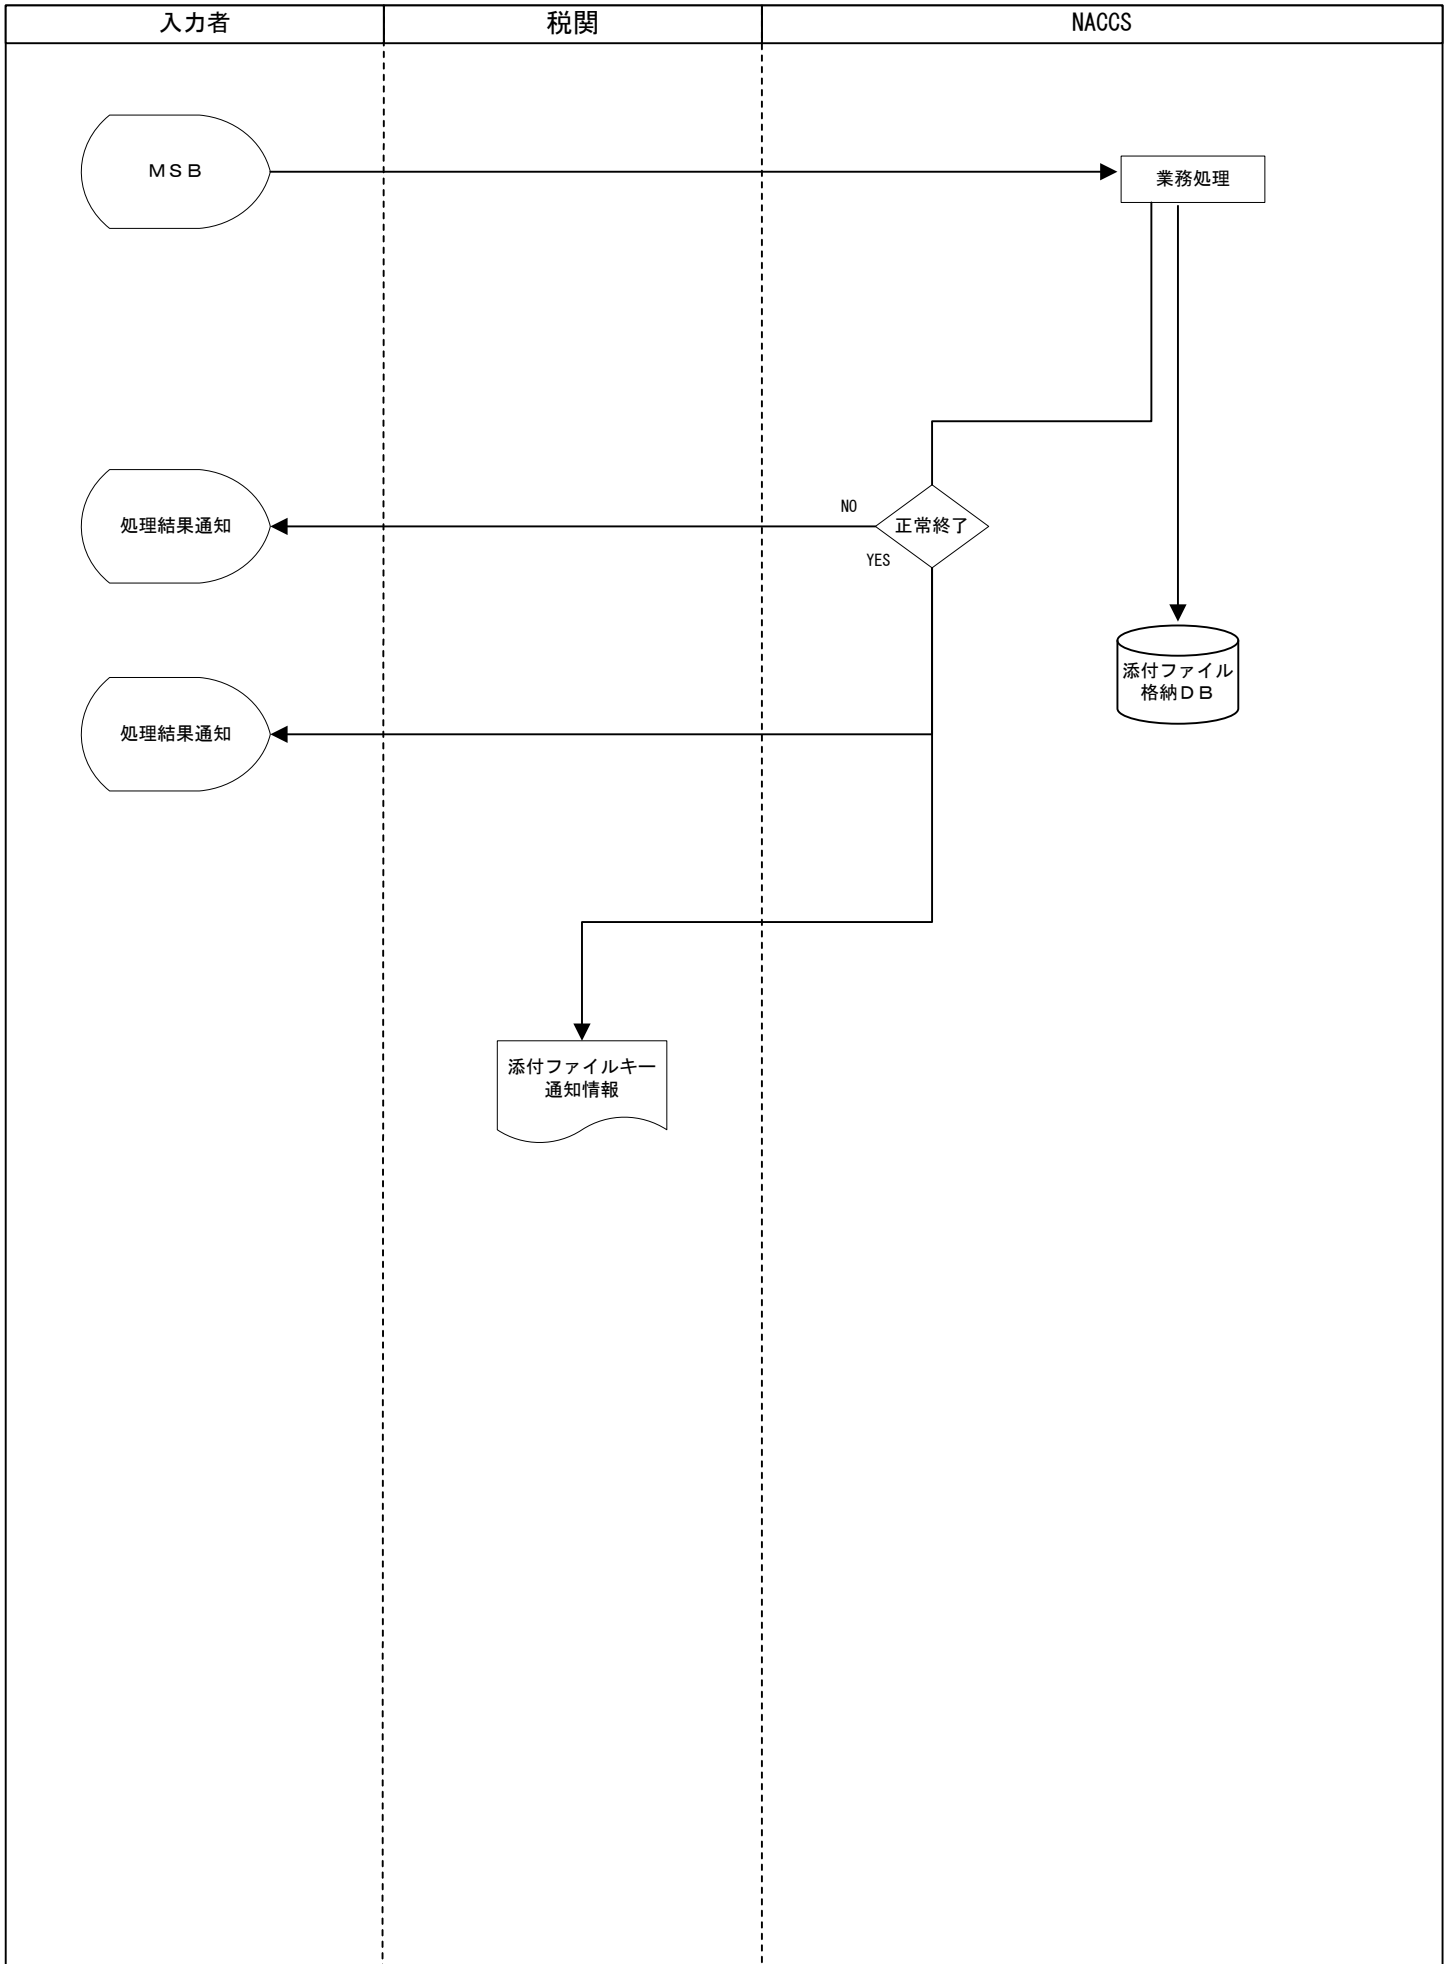 入力者
税関
NACCS
ＭＳＢ
業務処理
処理結果通知
NO
正常終了
YES
添付ファイル
格納ＤＢ
処理結果通知
添付ファイルキー
通知情報